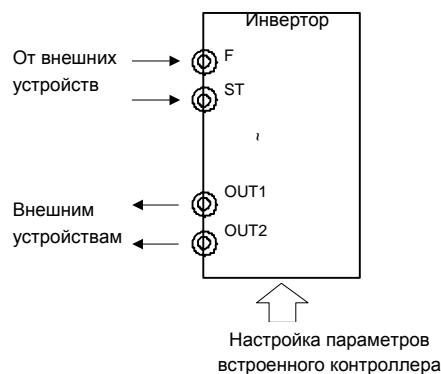 Инвертор
От внешних
устройств
F
ST
~
Внешним
устройствам
OUT1
OUT2
Настройка параметров
встроенного контроллера